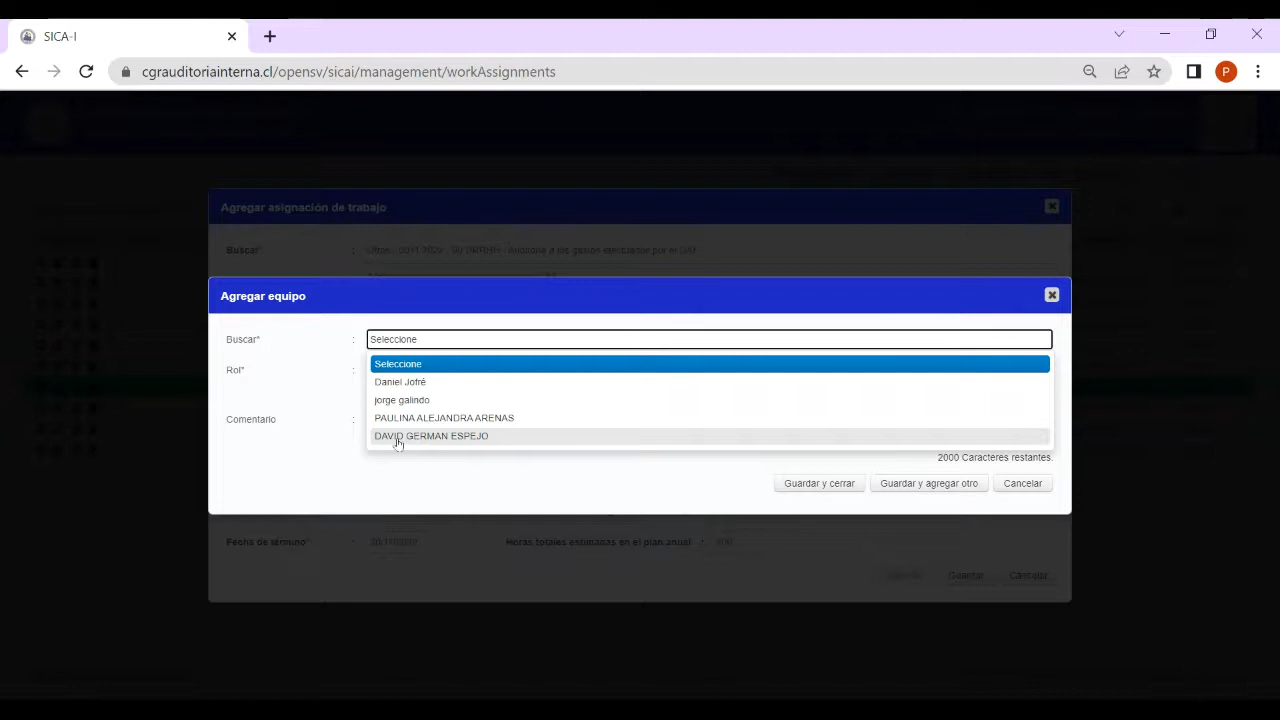 SICA-I
cgrauditoriainterna.cl/opensv/sicai/management/workAssignments
P
Agregar asignación de trabajo
Buscar* :
Agregar equipo
Buscar* : Seleccione
Seleccione
Rol* :
Daniel Jofré
jorge galindo
PAULINA ALEJANDRA ARENAS
Comentario :
DAVID GERMAN ESPEJO
2000 Caracteres restantes.
Guardar y cerrar Guardar y agregar otro Cancelar
Fecha de término* : Horas totales estimadas en el plan anual :
Guardar Cancelar